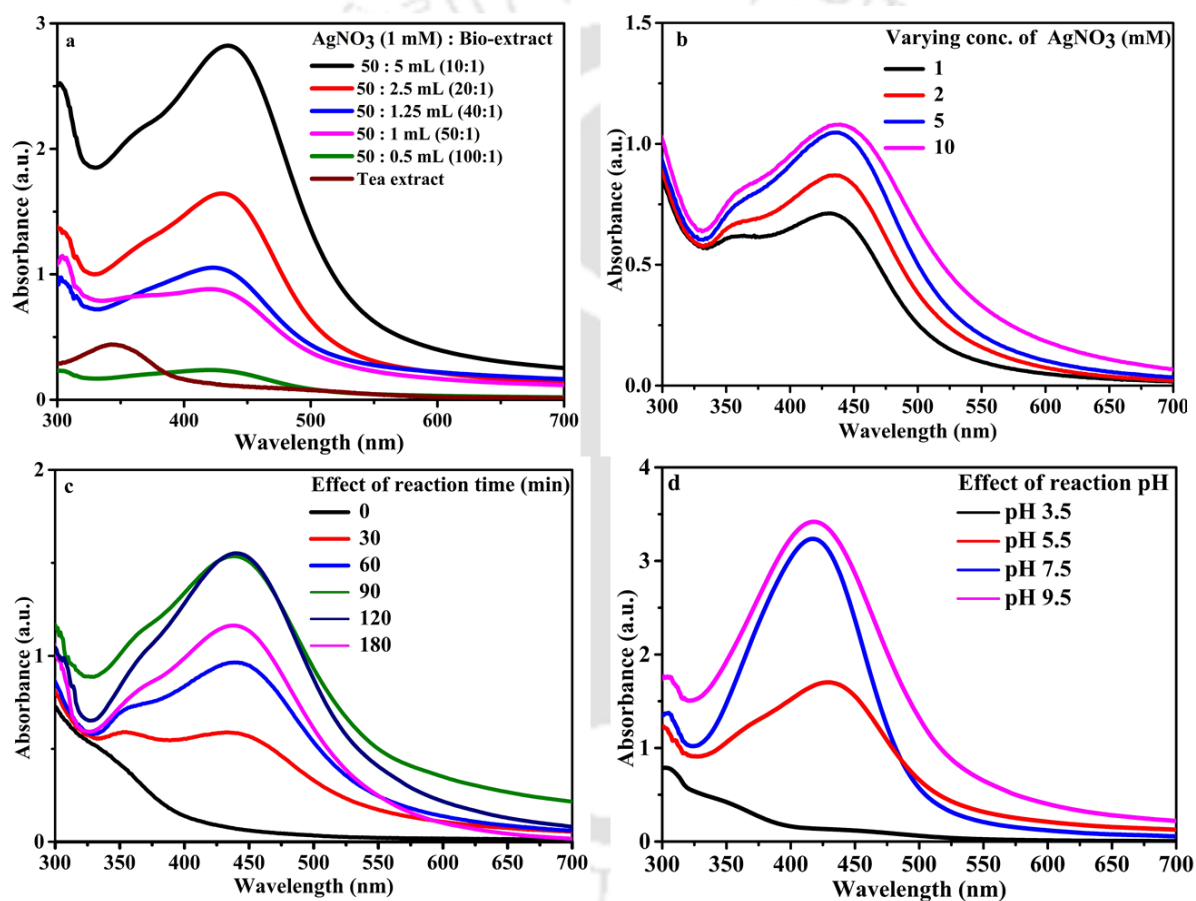 a
AgNO3 (1 mM) : Bio-extract
50 : 5 mL (10:1)
50 : 2.5 mL (20:1)
50 : 1.25 mL (40:1)
50 : 1 mL (50:1)
50 : 0.5 mL (100:1)
Tea extract
Absorbance (a.u.)
3
2
1
0
300 400 500 600 700
Wavelength (nm)
b
Varying conc. of AgNO3 (mM)
1
2
5
10
Absorbance (a.u.)
1.5
1.0
0.5
0.0
300 350 400 450 500 550 600 650 700
Wavelength (nm)
c
Effect of reaction time (min)
0
30
60
90
120
180
Absorbance (a.u.)
2
1
0
300 350 400 450 500 550 600 650 700
Wavelength (nm)
d
Effect of reaction pH
pH 3.5
pH 5.5
pH 7.5
pH 9.5
Absorbance (a.u.)
4
3
2
1
0
300 350 400 450 500 550 600 650 700
Wavelength (nm)